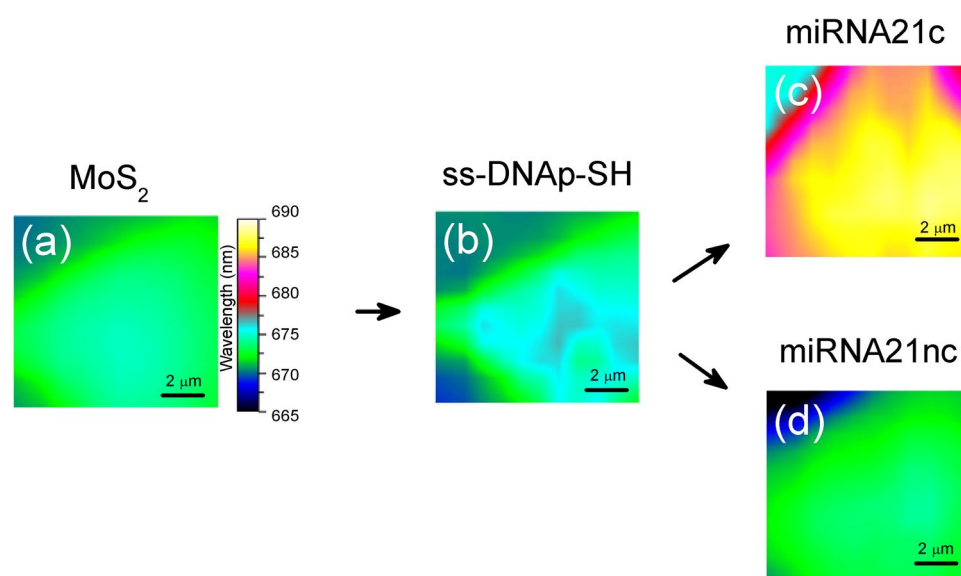 miRNA21c
(c)
2 μm
MoS2
(a)
2 μm
Wavelength (nm)
690
685
680
675
670
665
ss-DNAp-SH
(b)
2 μm
miRNA21nc
(d)
2 μm